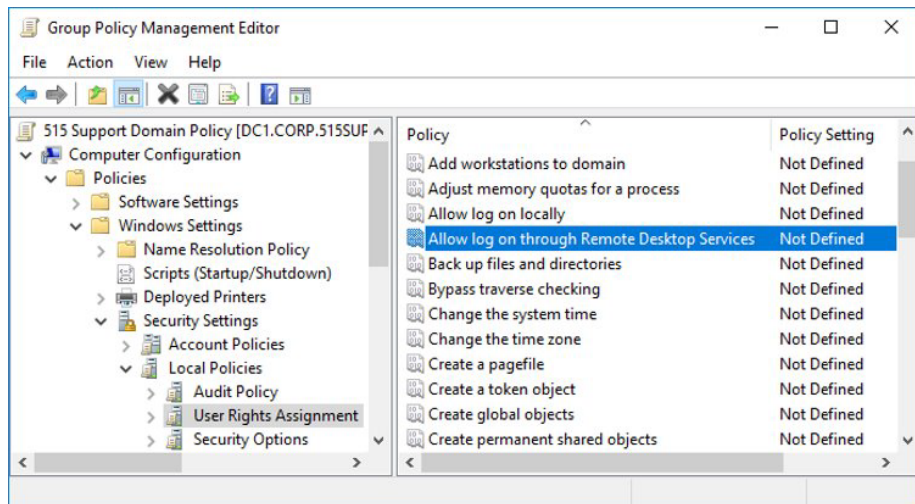 Group Policy Management Editor
File Action View Help
515 Support Domain Policy [DC1.CORP.515SUF
Computer Configuration
Policies
Software Settings
Windows Settings
Name Resolution Policy
Scripts (Startup/Shutdown)
Deployed Printers
Security Settings
Account Policies
Local Policies
Audit Policy
User Rights Assignment
Security Options
Policy Policy Setting
Add workstations to domain Not Defined
Adjust memory quotas for a process Not Defined
Allow log on locally Not Defined
Allow log on through Remote Desktop Services Not Defined
Back up files and directories Not Defined
Bypass traverse checking Not Defined
Change the system time Not Defined
Change the time zone Not Defined
Create a pagefile Not Defined
Create a token object Not Defined
Create global objects Not Defined
Create permanent shared objects Not Defined